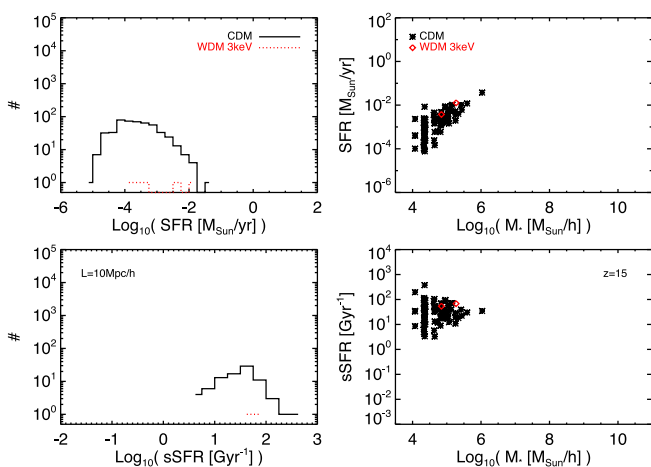 10⁵
10⁴
10³
10²
10¹
10⁰
#
CDM
WDM 3keV
-6 -4 -2 0 2
Log₁₀( SFR [M_Sun/yr] )
10²
10⁰
10⁻²
10⁻⁴
10⁻⁶
SFR [M_Sun/yr]
CDM
WDM 3keV
4 6 8 10
Log₁₀( M* [M_Sun/h] )
10⁵
10⁴
10³
10²
10¹
10⁰
#
L=10Mpc/h
-2 -1 0 1 2 3
Log₁₀( sSFR [Gyr⁻¹] )
10⁴
10³
10²
10¹
10⁰
10⁻¹
10⁻²
10⁻³
sSFR [Gyr⁻¹]
z=15
4 6 8 10
Log₁₀( M* [M_Sun/h] )